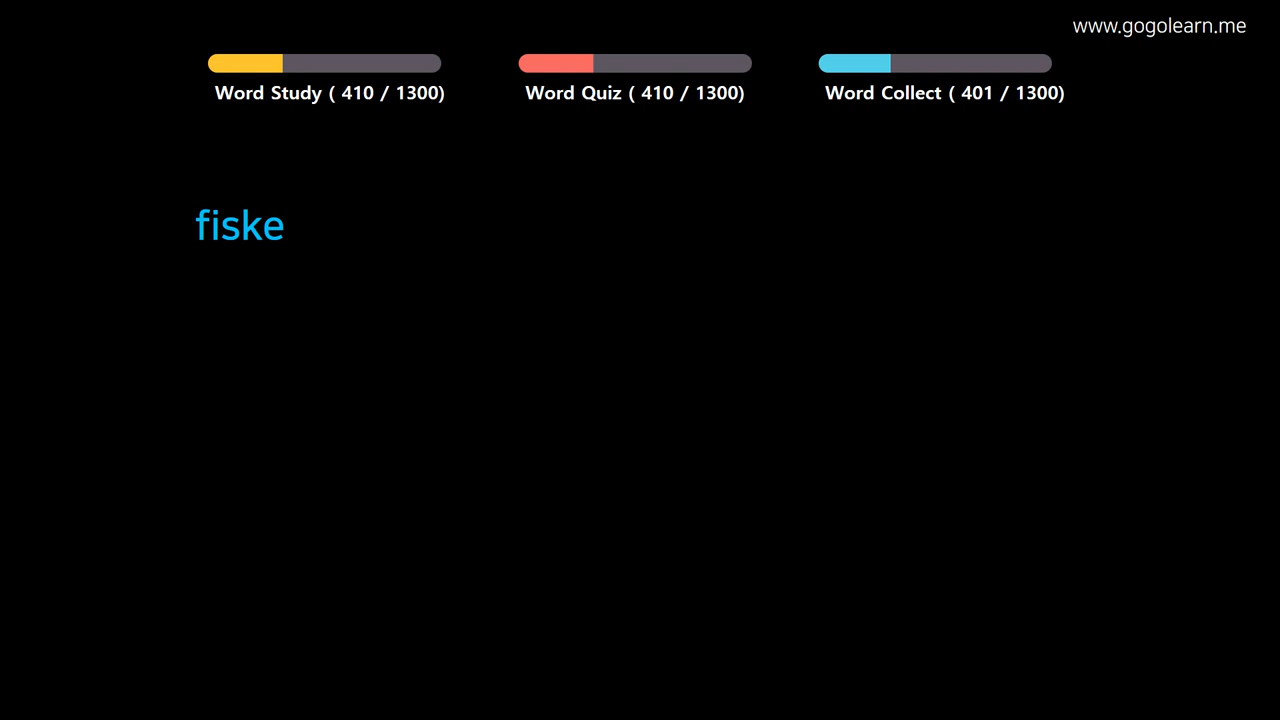 www.gogolearn.me
Word Study ( 410 / 1300)
Word Quiz ( 410 / 1300)
Word Collect ( 401 / 1300)
fiske